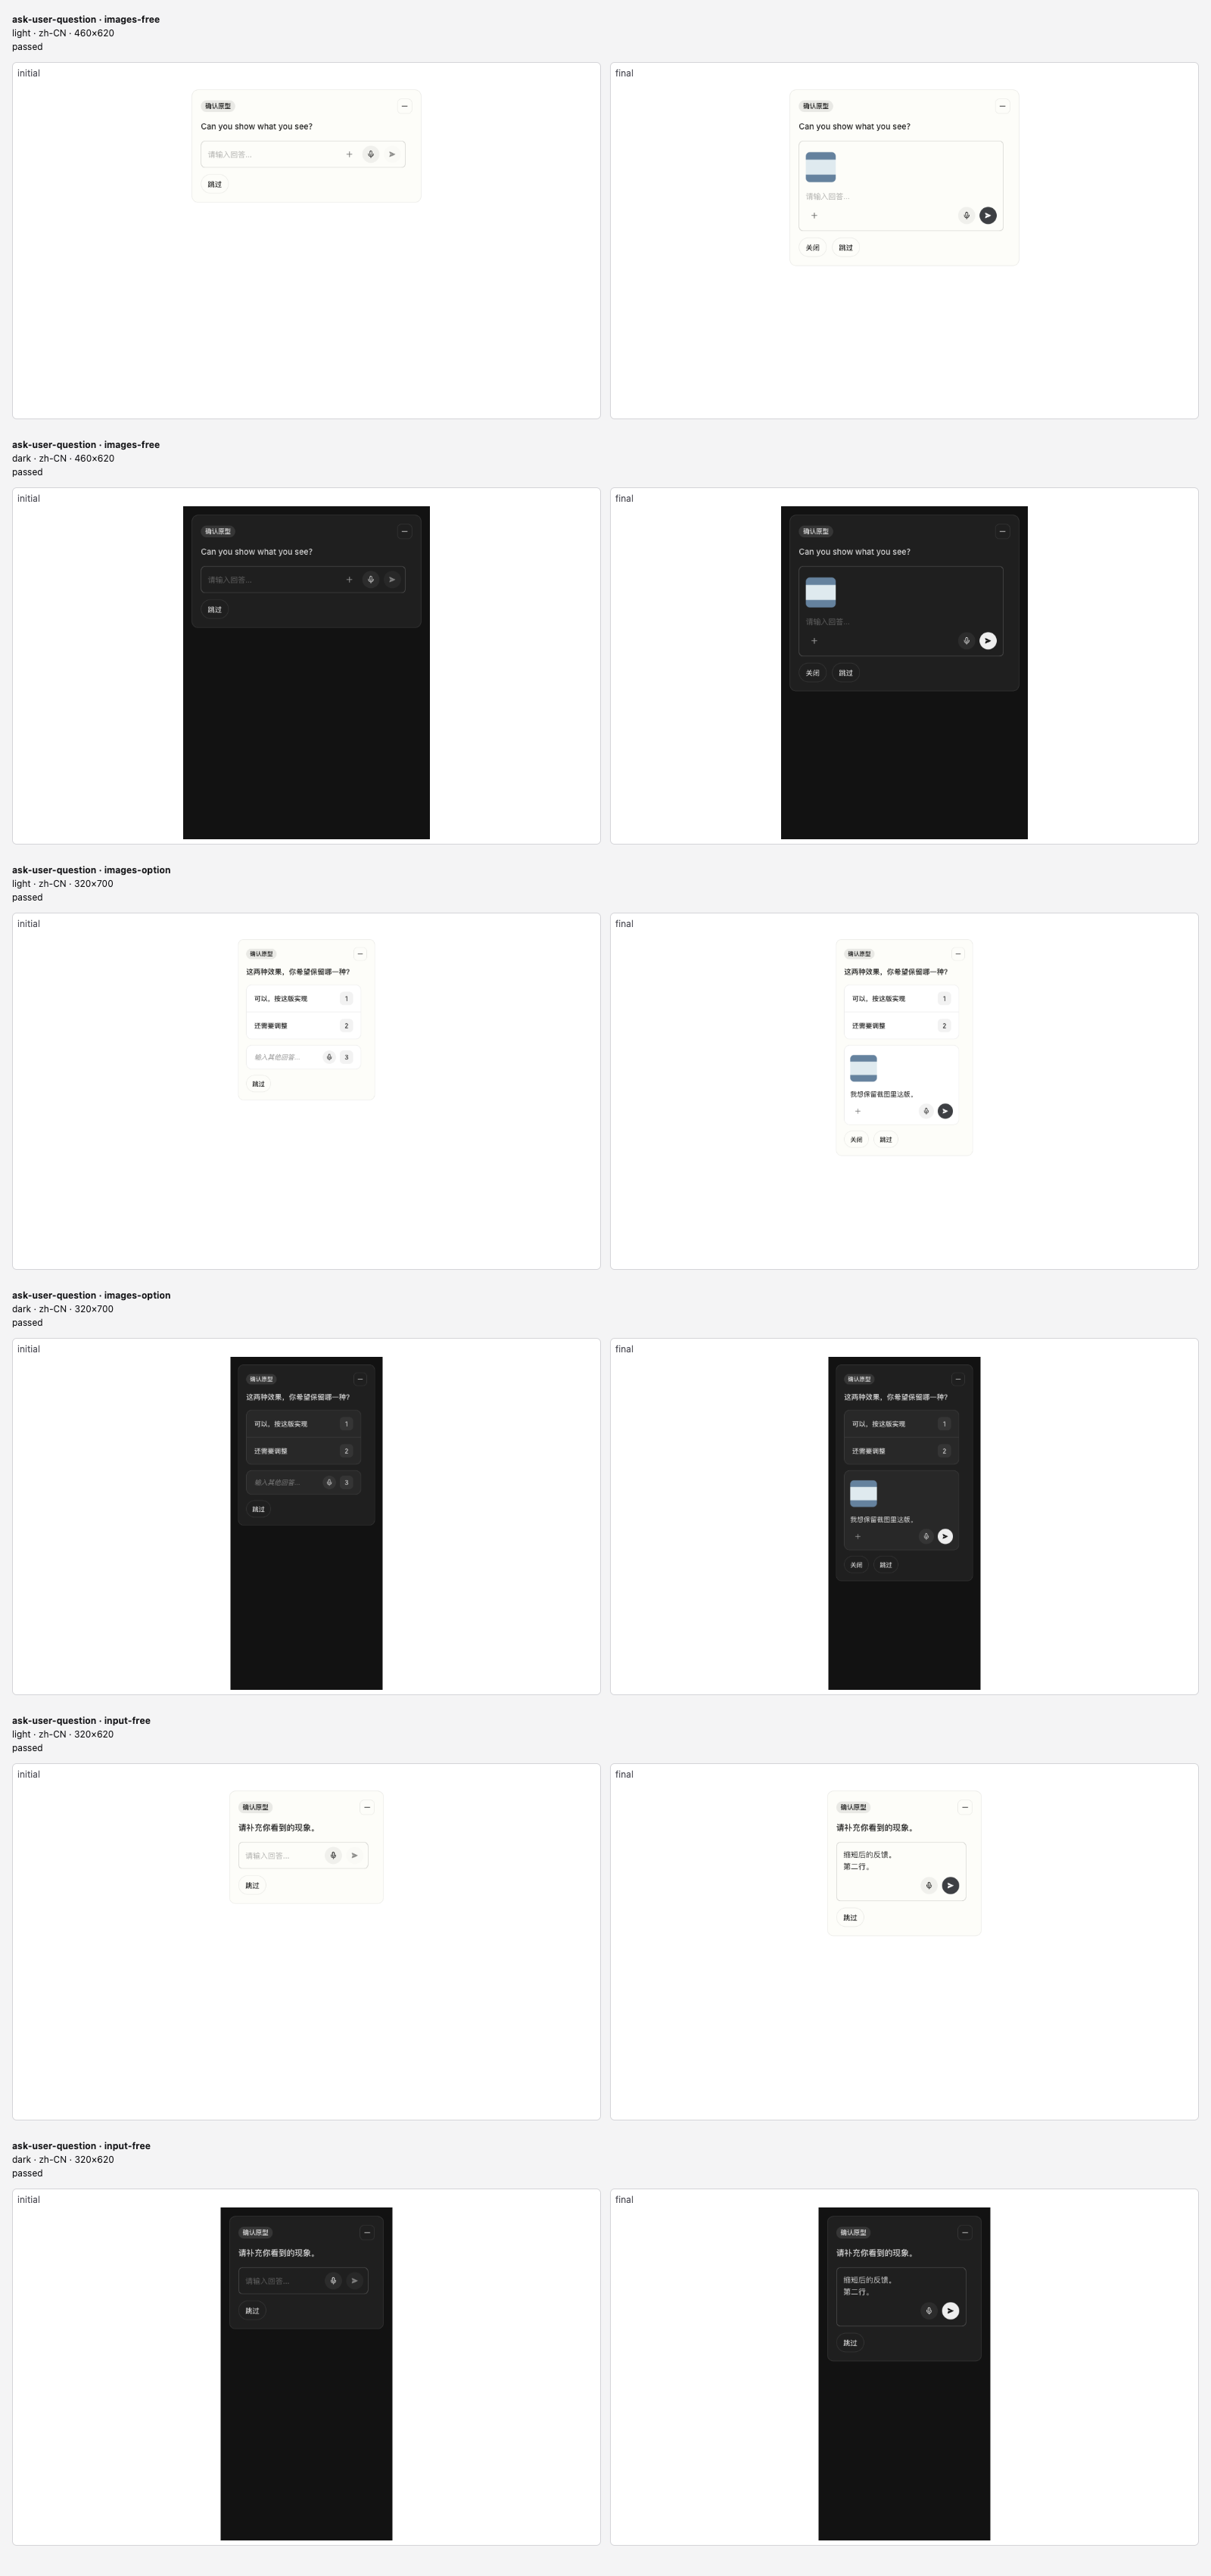 ask-user-question · images-free
light · zh-CN · 460×620
passed
initial
确认原型
Can you show what you see?
请输入回答...
跳过
final
确认原型
Can you show what you see?
请输入回答...
关闭 跳过
ask-user-question · images-free
dark · zh-CN · 460×620
passed
initial
确认原型
Can you show what you see?
请输入回答...
跳过
final
确认原型
Can you show what you see?
请输入回答...
关闭 跳过
ask-user-question · images-option
light · zh-CN · 320×700
passed
initial
确认原型
这两种效果，你希望保留哪一种？
可以，按这版实现 1
还需要调整 2
输入其他回答... 3
跳过
final
确认原型
这两种效果，你希望保留哪一种？
可以，按这版实现 1
还需要调整 2
我想保留截图里这版。
关闭 跳过
ask-user-question · images-option
dark · zh-CN · 320×700
passed
initial
确认原型
这两种效果，你希望保留哪一种？
可以，按这版实现 1
还需要调整 2
输入其他回答... 3
跳过
final
确认原型
这两种效果，你希望保留哪一种？
可以，按这版实现 1
还需要调整 2
我想保留截图里这版。
关闭 跳过
ask-user-question · input-free
light · zh-CN · 320×620
passed
initial
确认原型
请补充你看到的现象。
请输入回答...
跳过
final
确认原型
请补充你看到的现象。
缩短后的反馈。
第二行。
跳过
ask-user-question · input-free
dark · zh-CN · 320×620
passed
initial
确认原型
请补充你看到的现象。
请输入回答...
跳过
final
确认原型
请补充你看到的现象。
缩短后的反馈。
第二行。
跳过